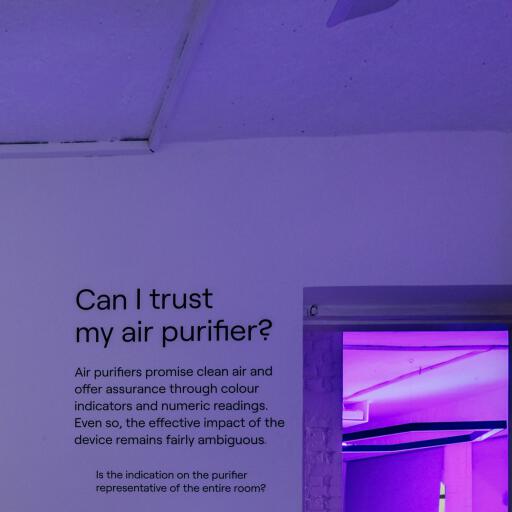 Can I trust
my air purifier?
Air purifiers promise clean air and
offer assurance through colour
indicators and numeric readings.
Even so, the effective impact of the
device remains fairly ambiguous.
Is the indication on the purifier
representative of the entire room?